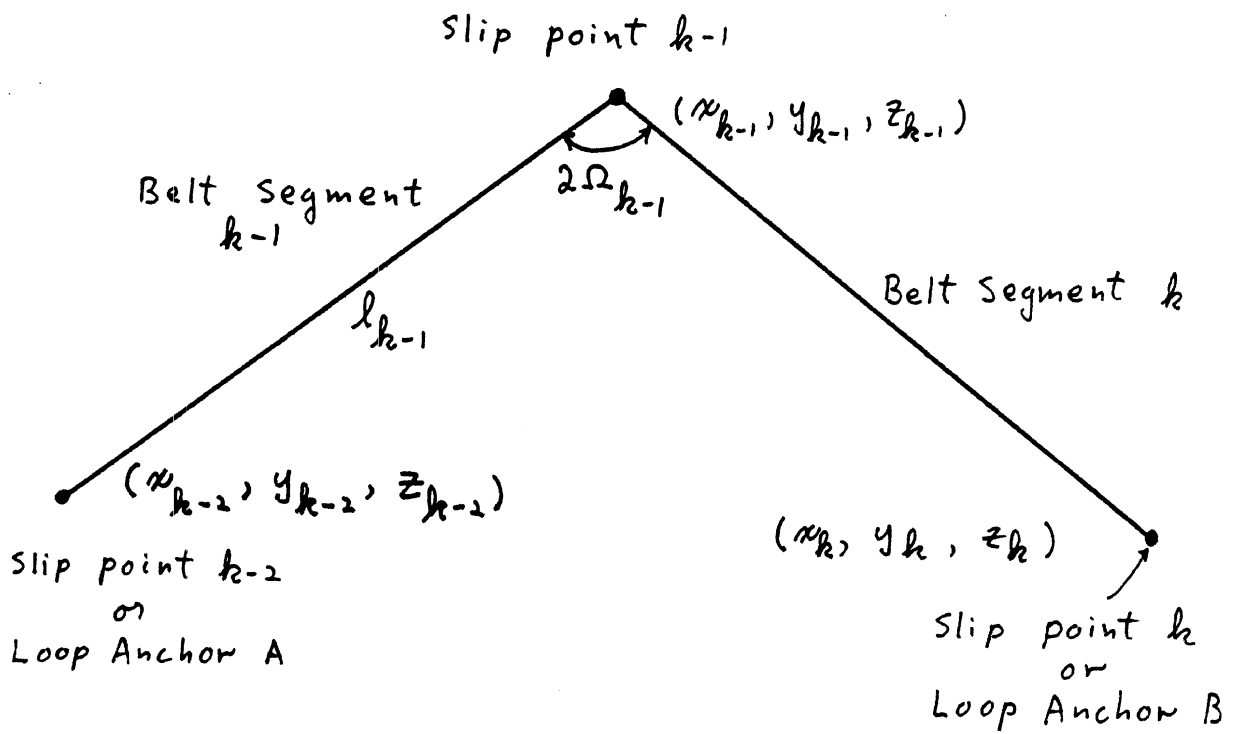 Slip point k-1
(x_{k-1}, y_{k-1}, z_{k-1})
2Ω_{k-1}
Belt Segment
k-1
l_{k-1}
Belt Segment k
(x_{k-2}, y_{k-2}, z_{k-2})
(x_k, y_k, z_k)
Slip point k-2
or
Loop Anchor A
Slip point k
or
Loop Anchor B